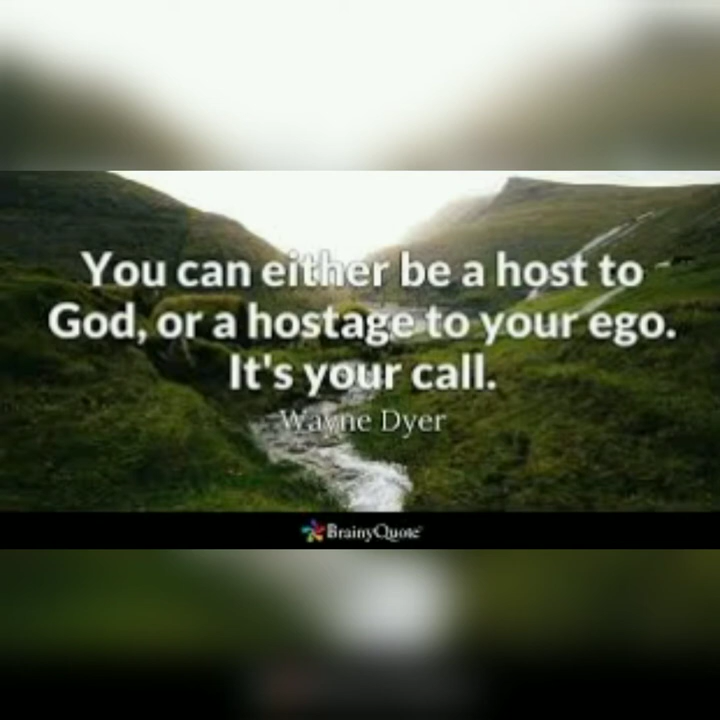 You can either be a host to
God, or a hostage to your ego.
It's your call.
Wayne Dyer
BrainyQuote